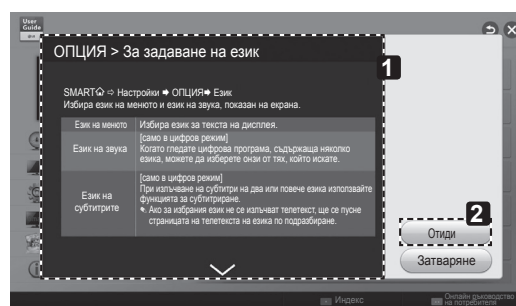 User
Guide
ОПЦИЯ > За задаване на език
1
SMART ⇨ Настройки ➡ ОПЦИЯ➡ Език
Избира език на менюто и език на звука, показан на екрана.
Език на менюто Избира език за текста на дисплея.
Език на звука [само в цифров режим]
Когато гледате цифрова програма, съдържаща няколко
езика, можете да изберете онзи от тях, който искате.
Език на
субтитрите
[само в цифров режим]
При излъчване на субтитри на два или повече езика използвайте
функцията за субтитриране.
Ако за избрания език не се излъчват телетекст, ще се пусне
страницата на телетекста на езика по подразбиране.
2
Отиди
Затваряне
Индекс
Онлайн ръководство
на потребителя